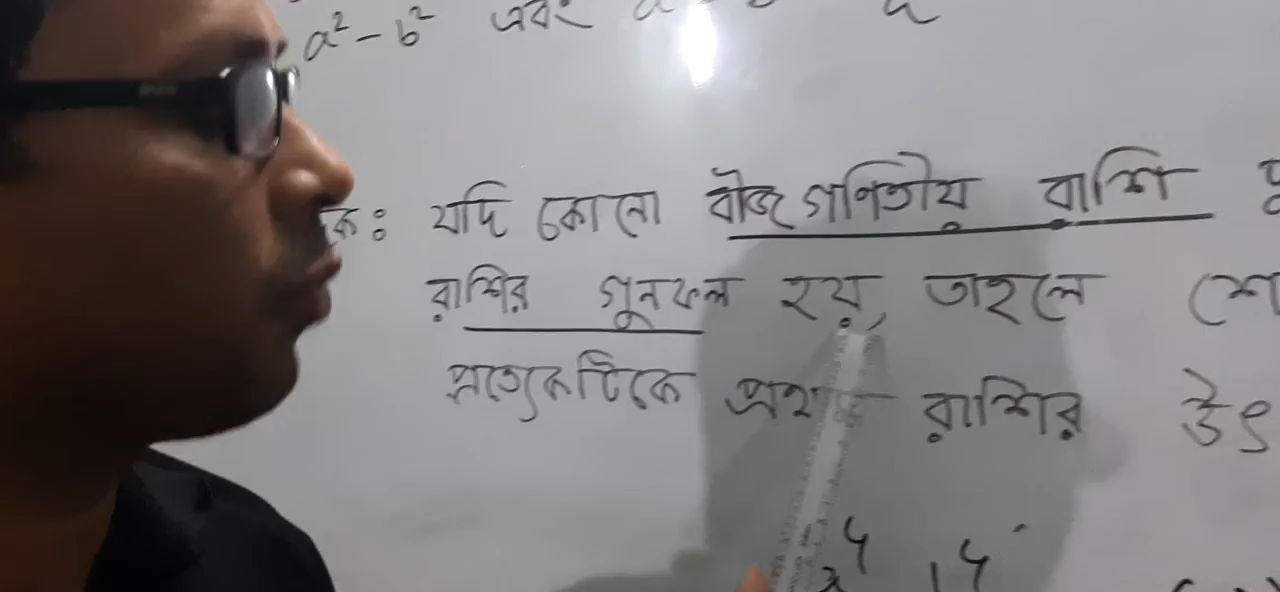 a² - b² এবং
কঃ যদি কোনো বীজগণিতীয় রাশি
রাশির গুনফল হয়, তাহলে শে
প্রত্যেকটিকে প্রথম রাশির উৎ